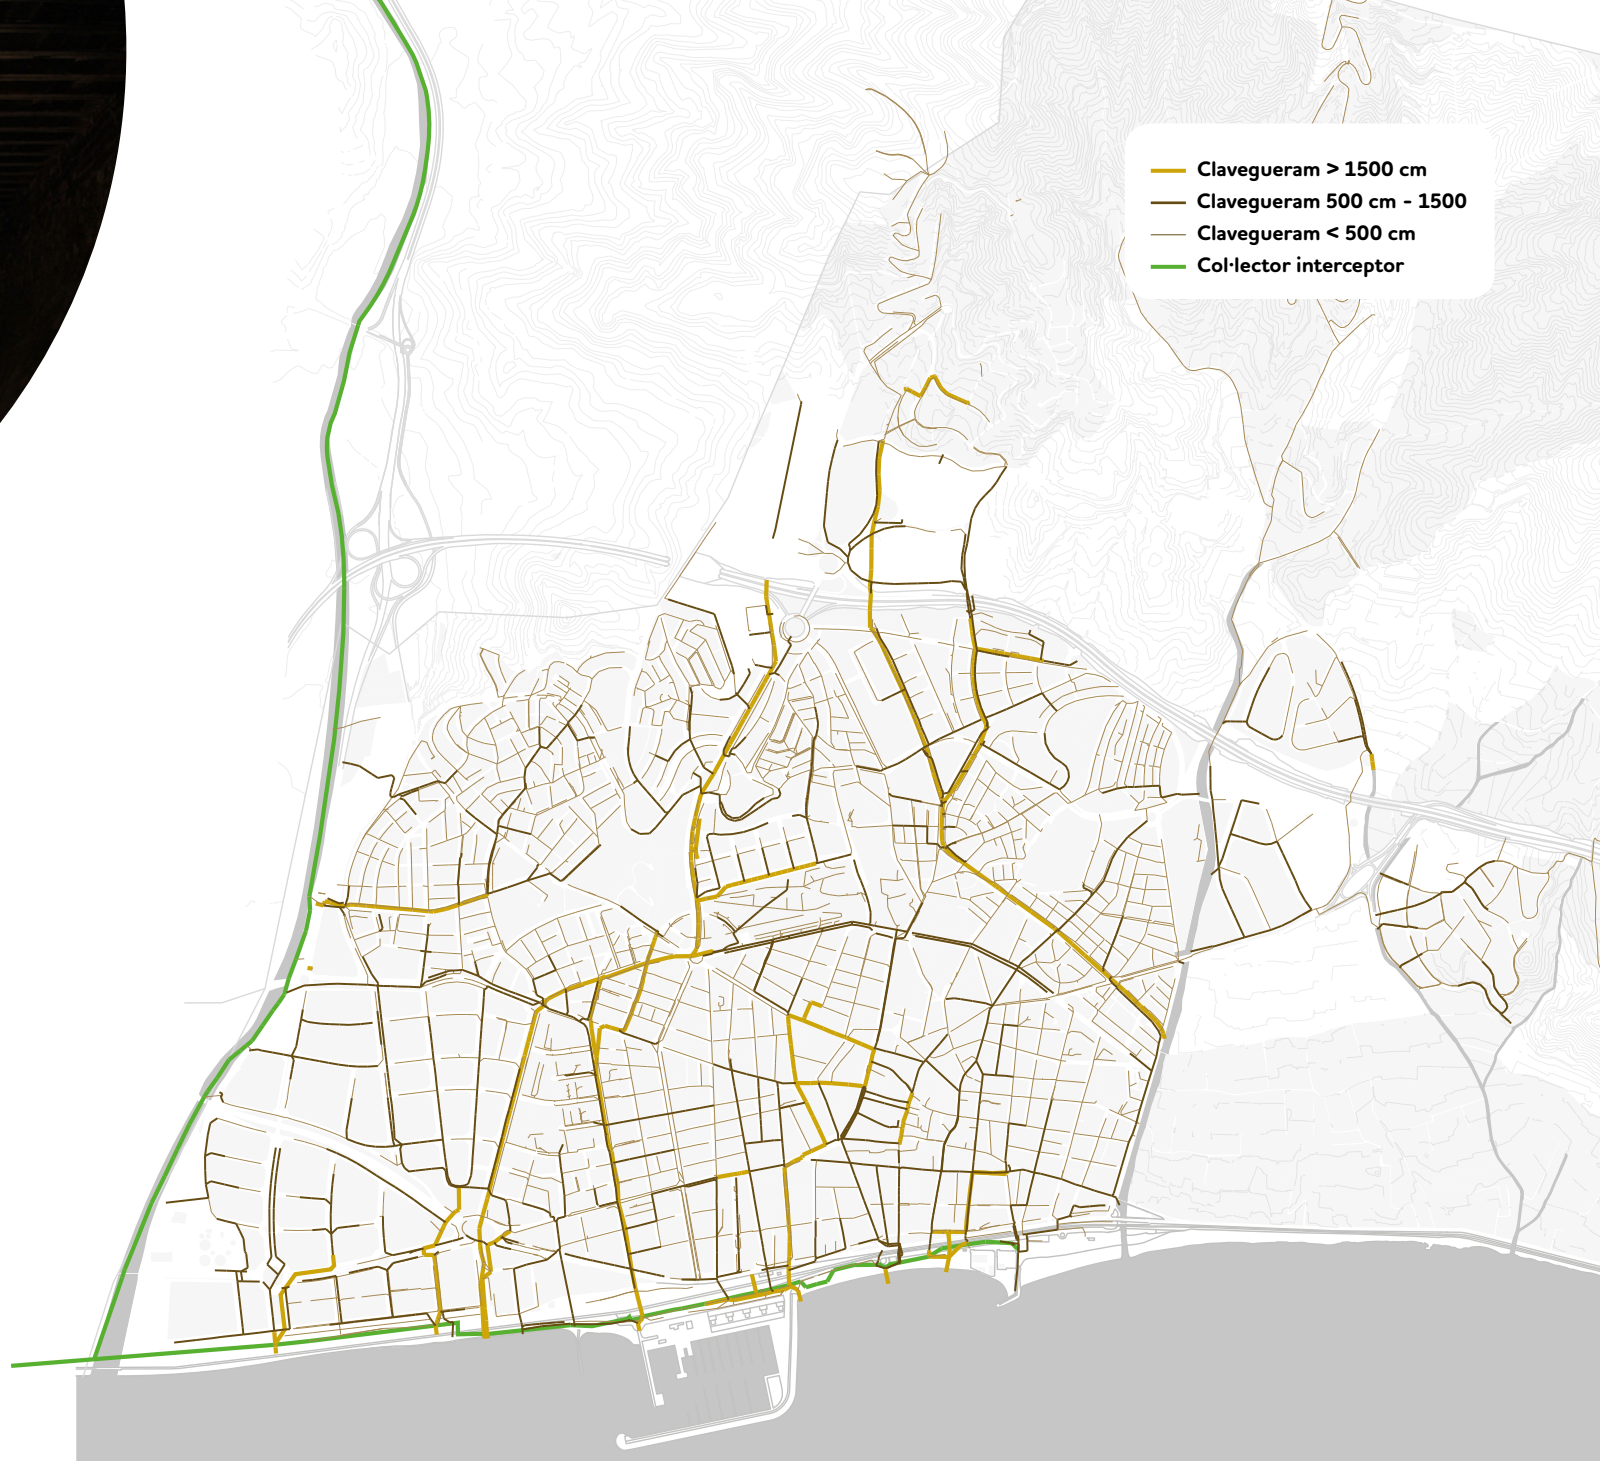 Clavegueram > 1500 cm
Clavegueram 500 cm - 1500
Clavegueram < 500 cm
Col·lector interceptor